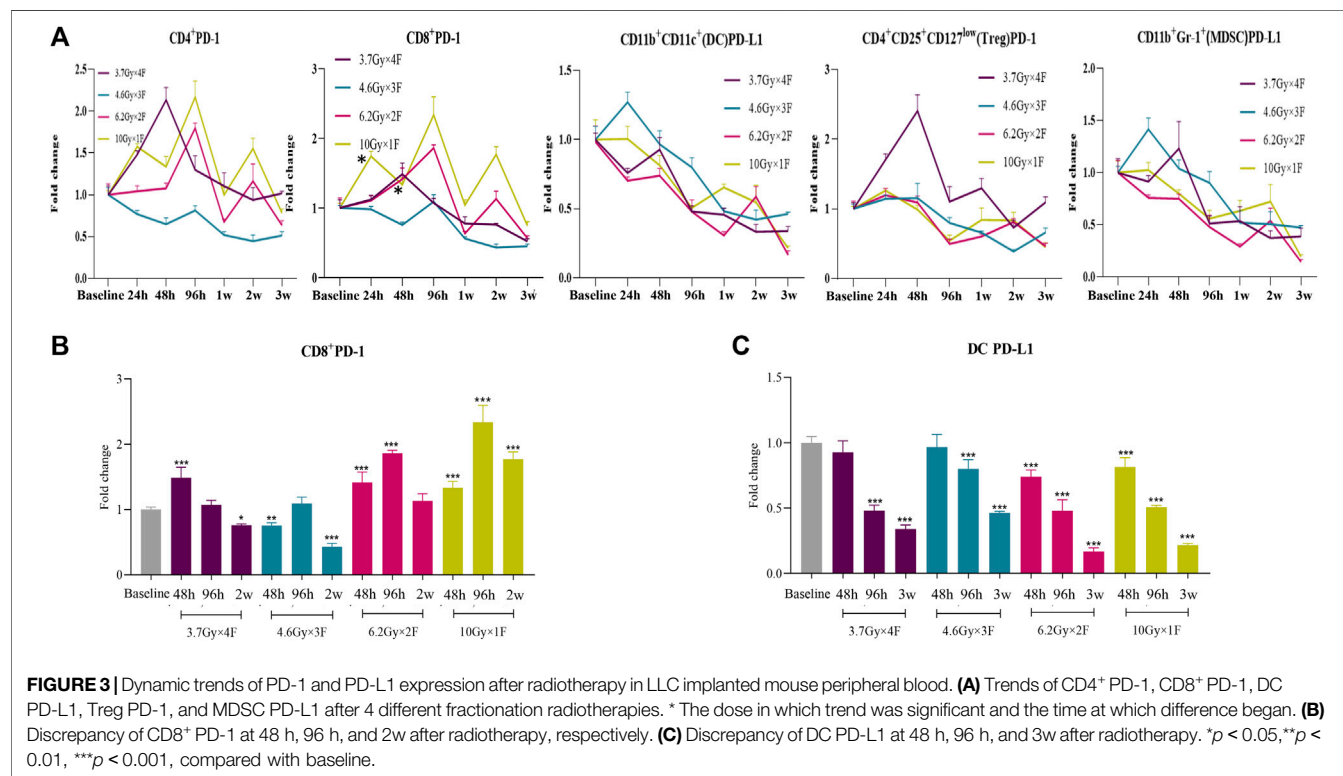 A
CD4+PD-1
CD8+PD-1
CD11b+CD11c+(DC)PD-L1
CD4+CD25+CD127low(Treg)PD-1
CD11b+Gr-1+(MDSC)PD-L1
Fold change
2.5
2.0
1.5
1.0
0.5
0.0
3.7Gy×4F
4.6Gy×3F
6.2Gy×2F
10Gy×1F
Baseline 24h 48h 96h 1w 2w 3w
Fold change
3
2
1
0
3.7Gy×4F
4.6Gy×3F
6.2Gy×2F
10Gy×1F
*
*
Baseline 24h 48h 96h 1w 2w 3w
Fold change
1.5
1.0
0.5
0.0
3.7Gy×4F
4.6Gy×3F
6.2Gy×2F
10Gy×1F
Baseline 24h 48h 96h 1w 2w 3w
Fold change
3
2
1
0
3.7Gy×4F
4.6Gy×3F
6.2Gy×2F
10Gy×1F
Baseline 24h 48h 96h 1w 2w 3w
Fold change
2.0
1.5
1.0
0.5
0.0
3.7Gy×4F
4.6Gy×3F
6.2Gy×2F
10Gy×1F
Baseline 24h 48h 96h 1w 2w 3w
B
CD8+PD-1
Fold change
3
2
1
0
*** * ** *** *** *** *** *** ***
Baseline 48h 96h 2w 48h 96h 2w 48h 96h 2w 48h 96h 2w
3.7Gy×4F 4.6Gy×3F 6.2Gy×2F 10Gy×1F
C
DC PD-L1
Fold change
1.5
1.0
0.5
0.0
*** *** *** *** *** *** *** *** *** ***
Baseline 48h 96h 3w 48h 96h 3w 48h 96h 3w 48h 96h 3w
3.7Gy×4F 4.6Gy×3F 6.2Gy×2F 10Gy×1F
FIGURE 3 | Dynamic trends of PD-1 and PD-L1 expression after radiotherapy in LLC implanted mouse peripheral blood. (A) Trends of CD4+ PD-1, CD8+ PD-1, DC
PD-L1, Treg PD-1, and MDSC PD-L1 after 4 different fractionation radiotherapies. * The dose in which trend was significant and the time at which difference began. (B)
Discrepancy of CD8+ PD-1 at 48 h, 96 h, and 2w after radiotherapy, respectively. (C) Discrepancy of DC PD-L1 at 48 h, 96 h, and 3w after radiotherapy. *p < 0.05,**p <
0.01, ***p < 0.001, compared with baseline.